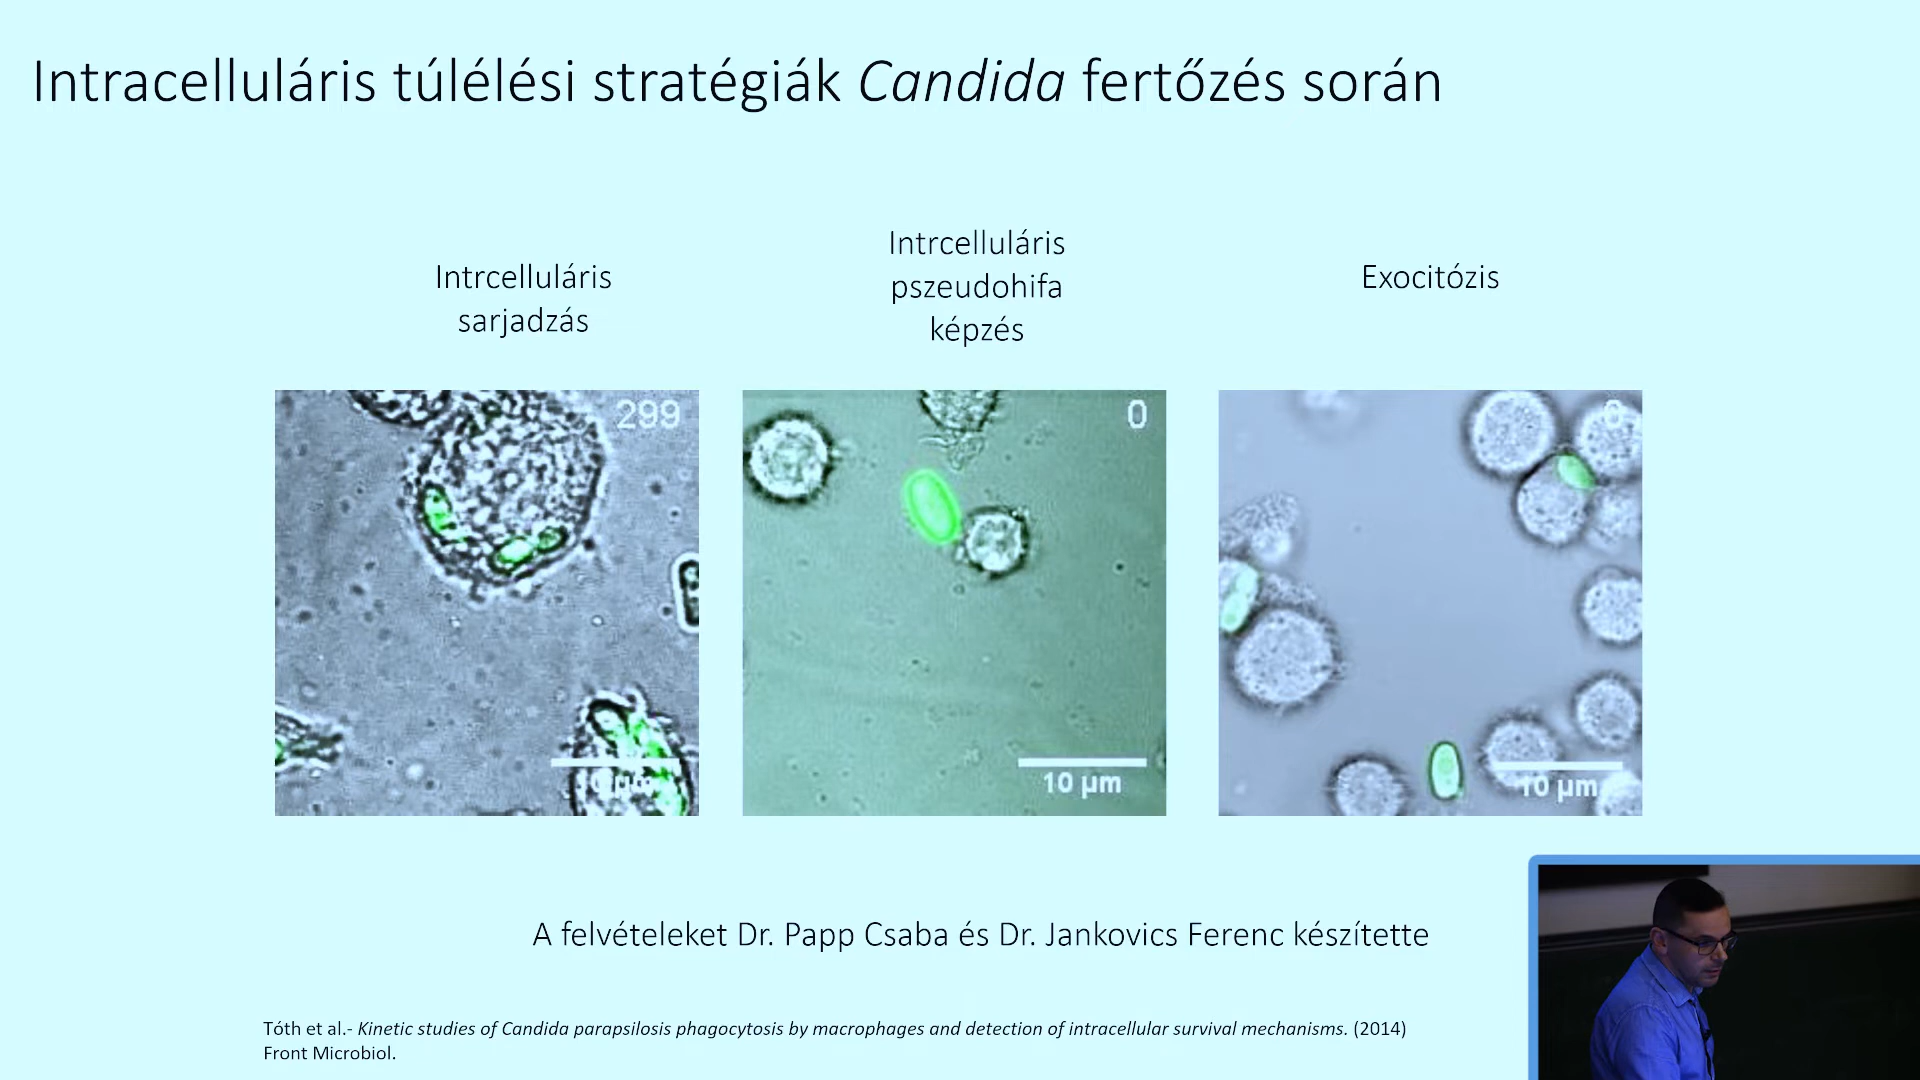 Intracelluláris túlélési stratégiák Candida fertőzés során
Intrcelluláris
sarjadzás
Intrcelluláris
pszeudohifa
képzés
Exocitózis
299
0
0
10 µm
10 µm
10 µm
A felvételeket Dr. Papp Csaba és Dr. Jankovics Ferenc készítette
Tóth et al.- Kinetic studies of Candida parapsilosis phagocytosis by macrophages and detection of intracellular survival mechanisms. (2014)
Front Microbiol.